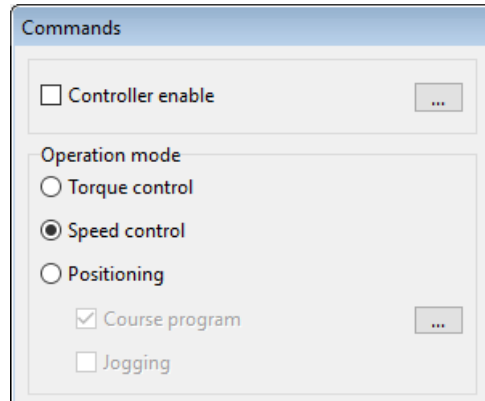 Commands
Controller enable
...
Operation mode
Torque control
Speed control
Positioning
Course program
...
Jogging